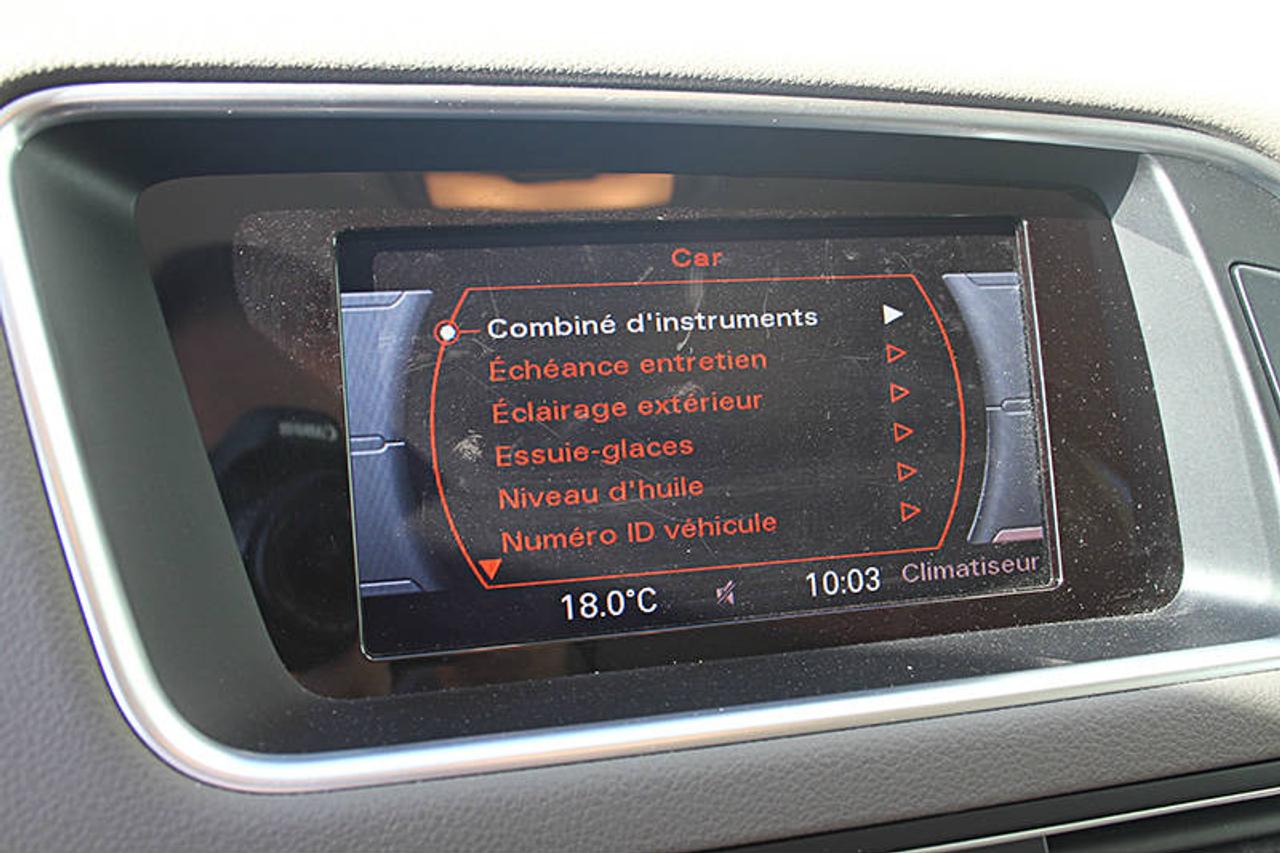 Car
Combiné d'instruments
Échéance entretien
Éclairage extérieur
Essuie-glaces
Niveau d'huile
Numéro ID véhicule
18.0°C 10:03 Climatiseur